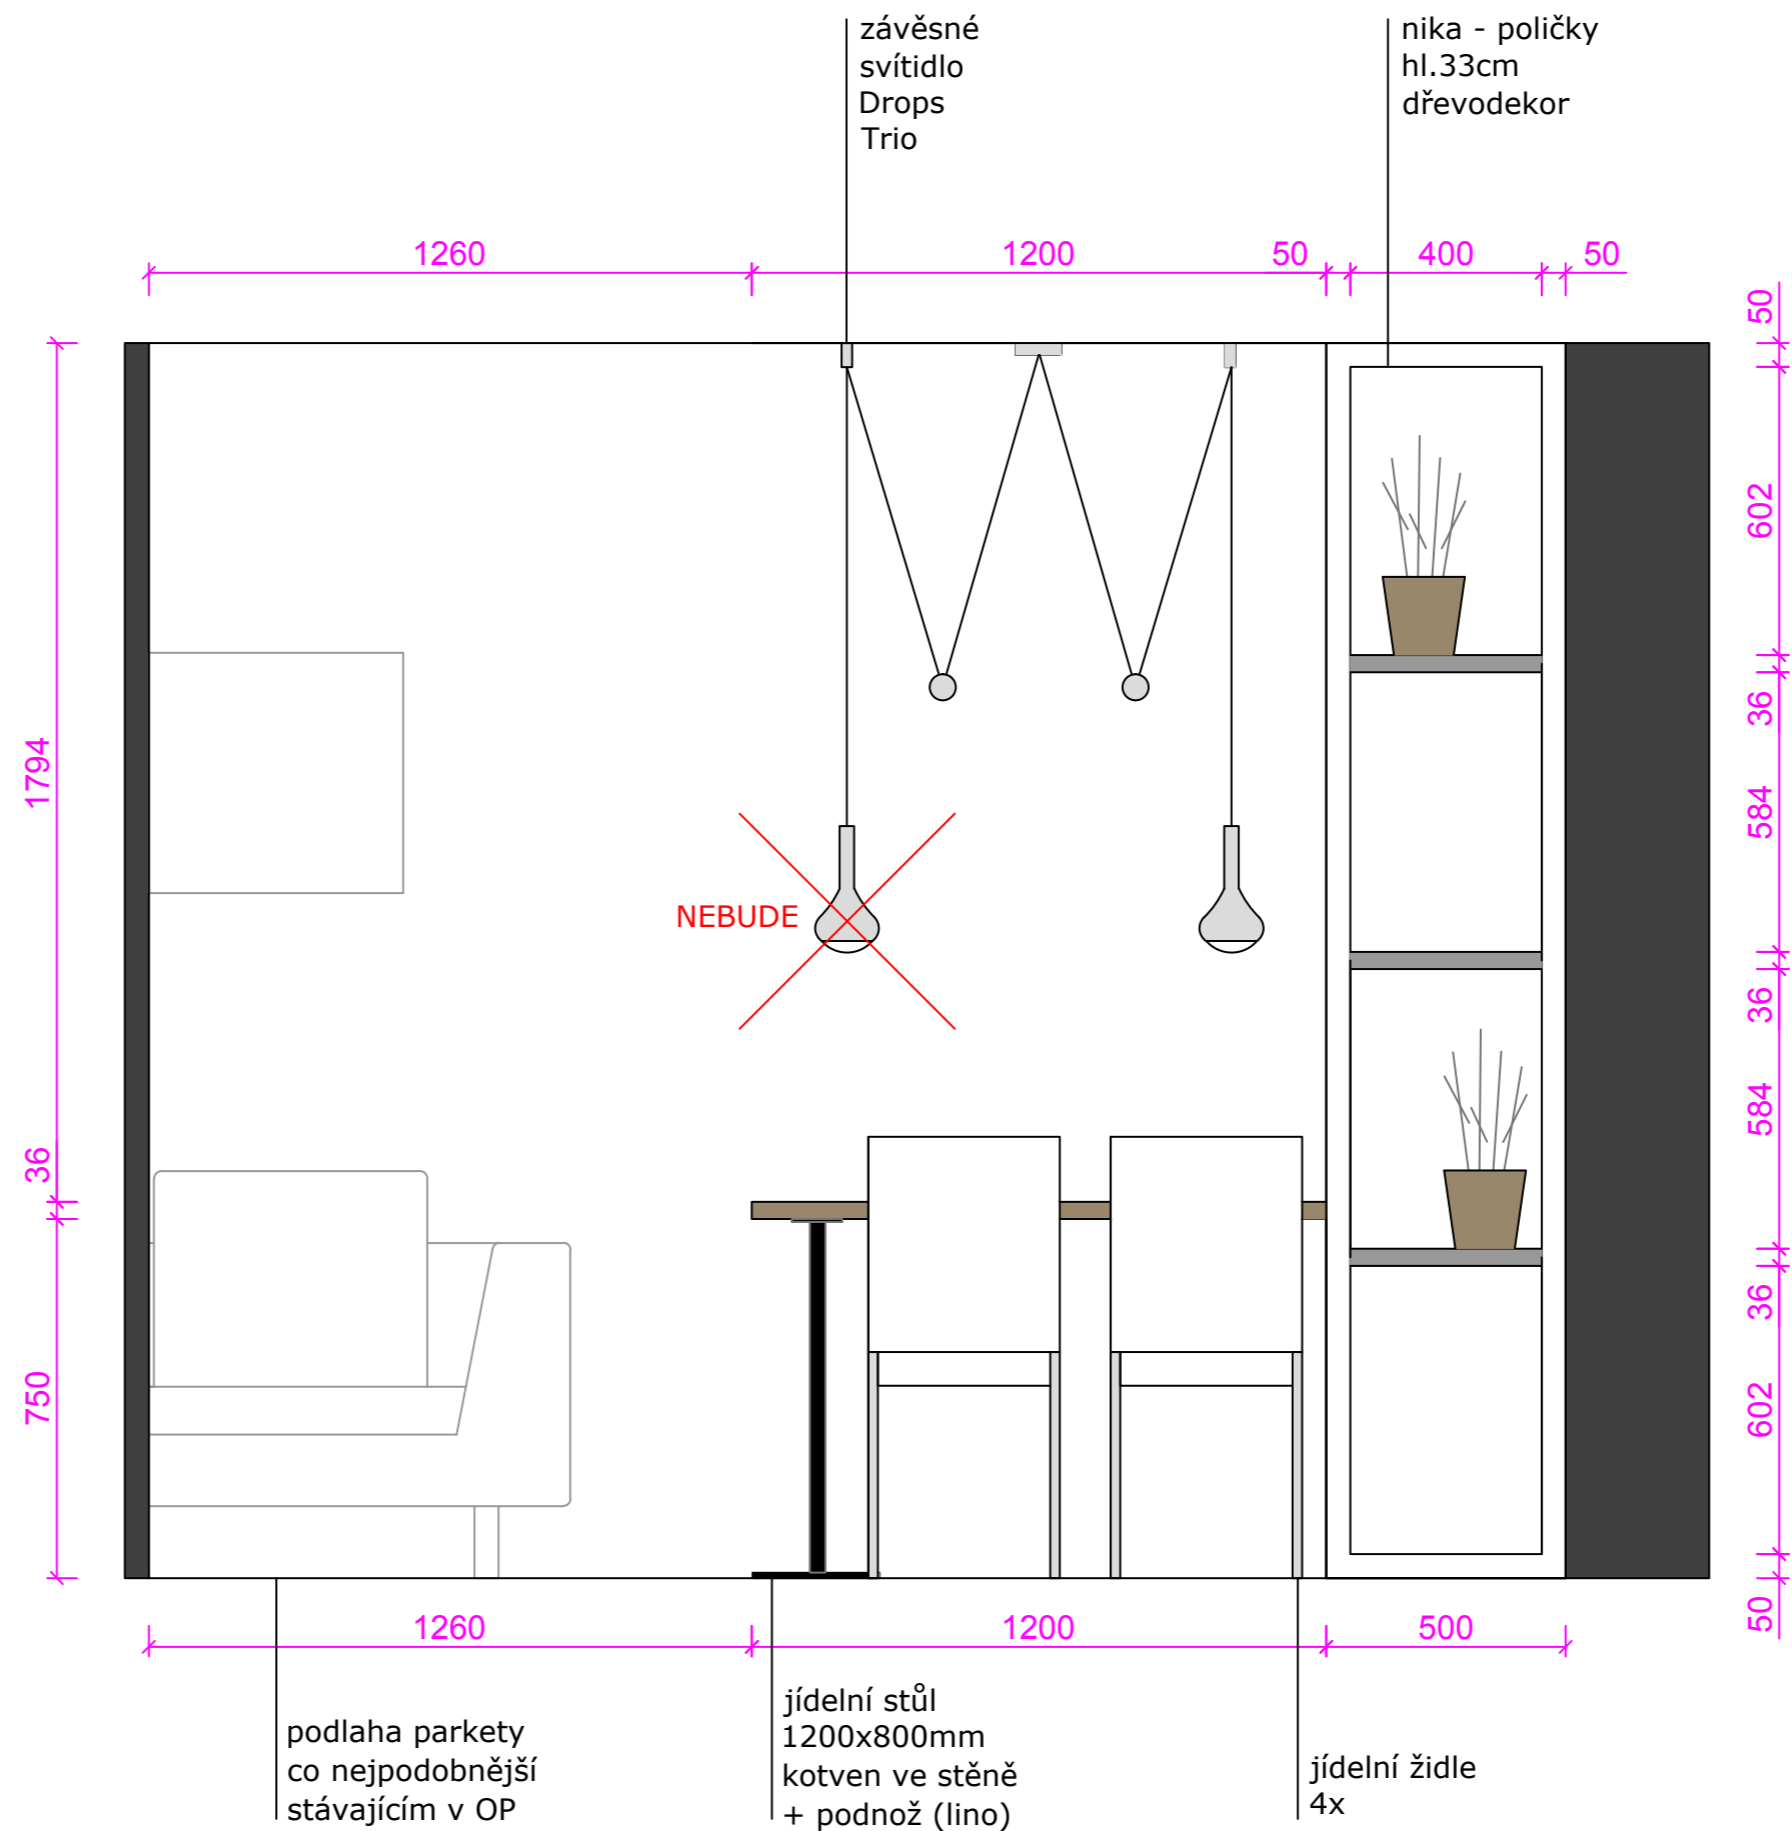 závěsné
svítidlo
Drops
Trio
nika - poličky
hl.33cm
dřevodekor
1260
1200
50
400
50
50
602
36
584
36
584
36
602
50
1794
36
750
NEBUDE
1260
1200
500
podlaha parkety
co nejpodobnější
stávajícím v OP
jídelní stůl
1200x800mm
kotven ve stěně
+ podnož (lino)
jídelní židle
4x